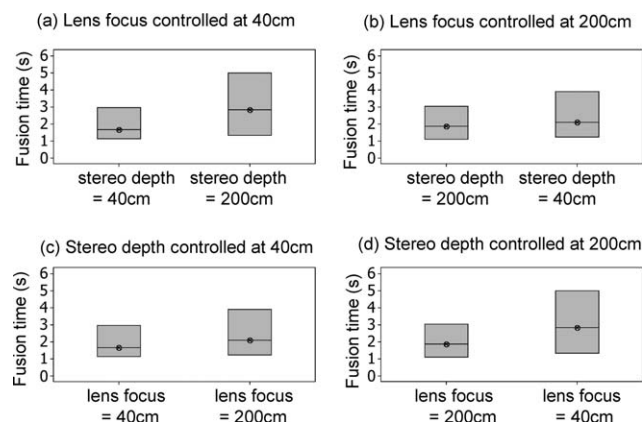 (a) Lens focus controlled at 40cm
Fusion time (s)
6
5
4
3
2
1
0
stereo depth
= 40cm
stereo depth
= 200cm
(b) Lens focus controlled at 200cm
Fusion time (s)
6
5
4
3
2
1
0
stereo depth
= 200cm
stereo depth
= 40cm
(c) Stereo depth controlled at 40cm
Fusion time (s)
6
5
4
3
2
1
0
lens focus
= 40cm
lens focus
= 200cm
(d) Stereo depth controlled at 200cm
Fusion time (s)
6
5
4
3
2
1
0
lens focus
= 200cm
lens focus
= 40cm